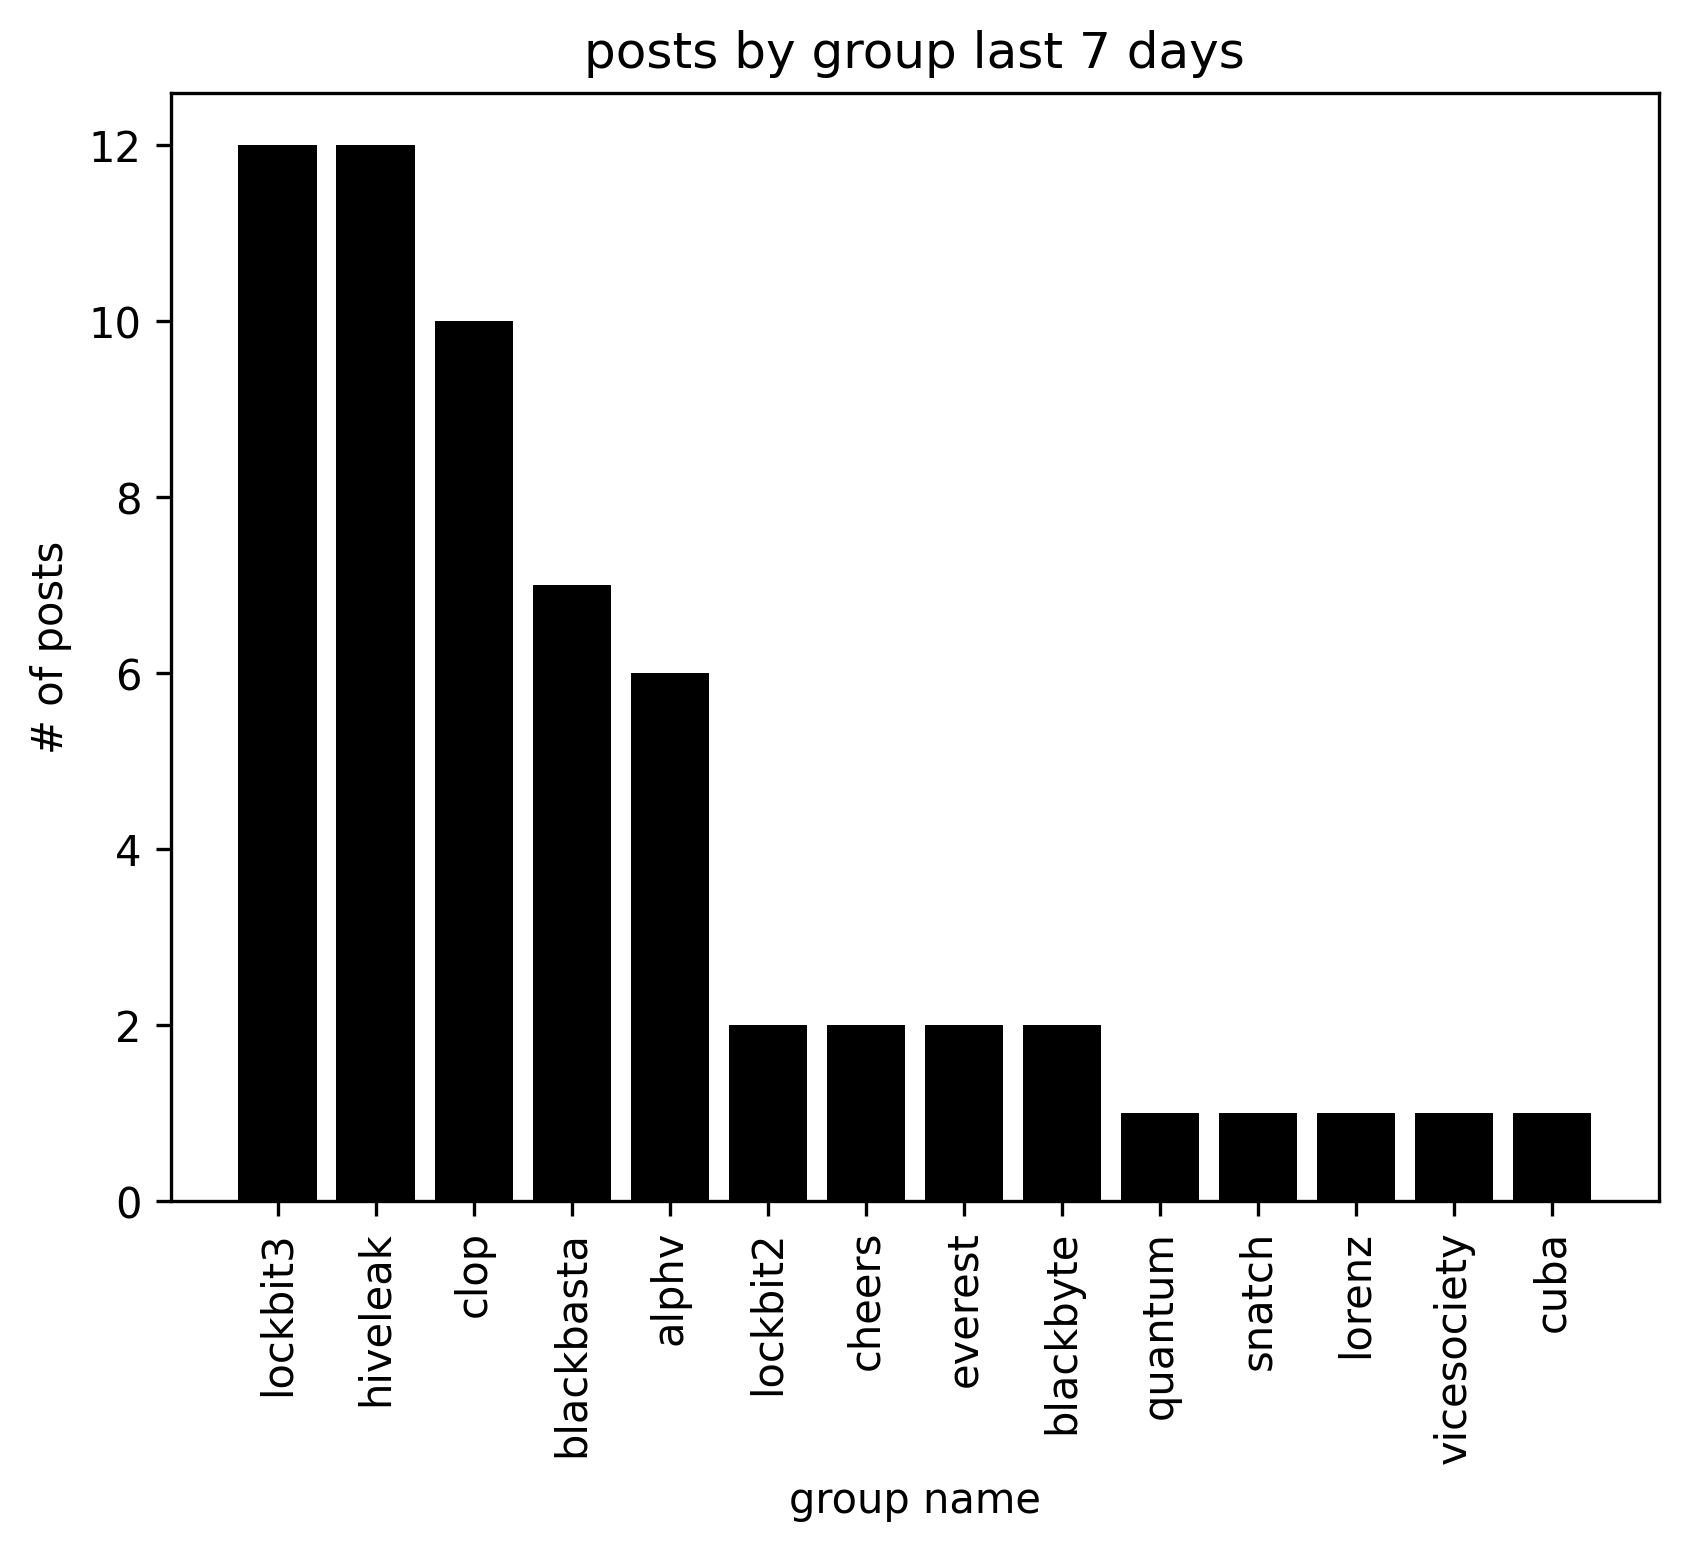 posts by group last 7 days
12
10
8
6
4
2
0
# of posts
lockbit3
hiveleak
clop
blackbasta
alphv
lockbit2
cheers
everest
blackbyte
quantum
snatch
lorenz
vicesociety
cuba
group name